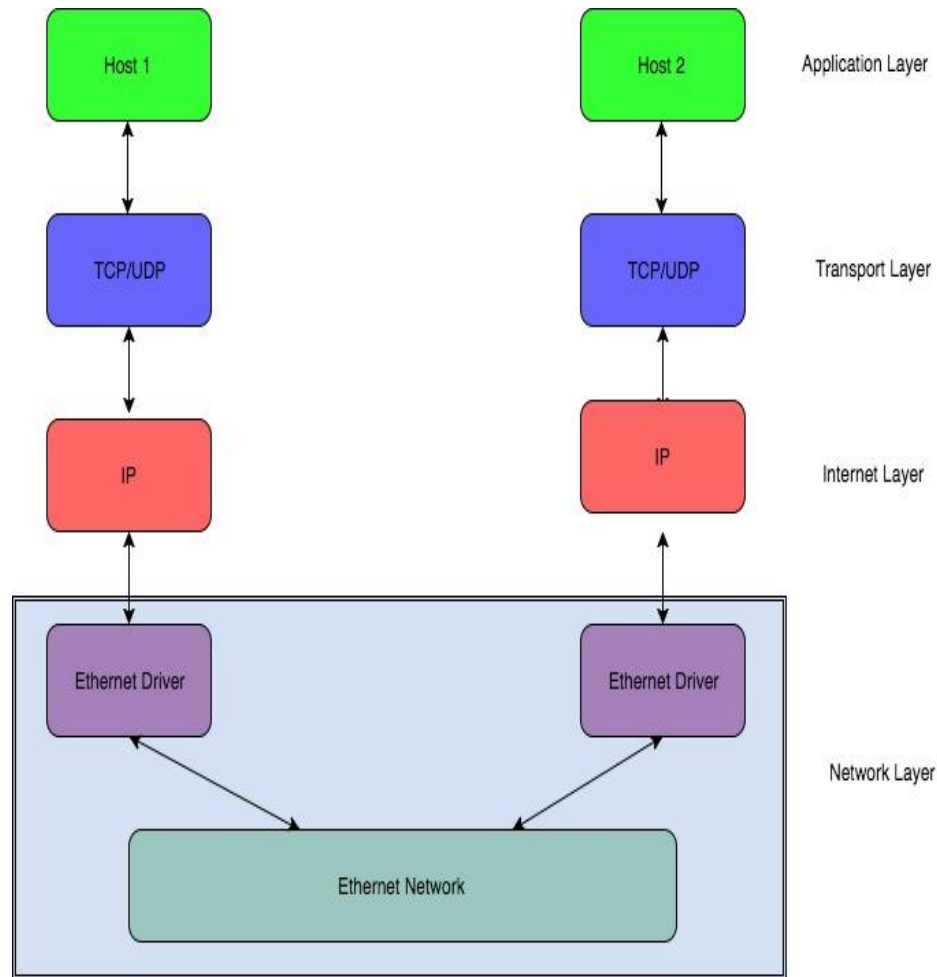 Host 1
Host 2
Application Layer
TCP/UDP
TCP/UDP
Transport Layer
IP
IP
Internet Layer
Ethernet Driver
Ethernet Driver
Network Layer
Ethernet Network